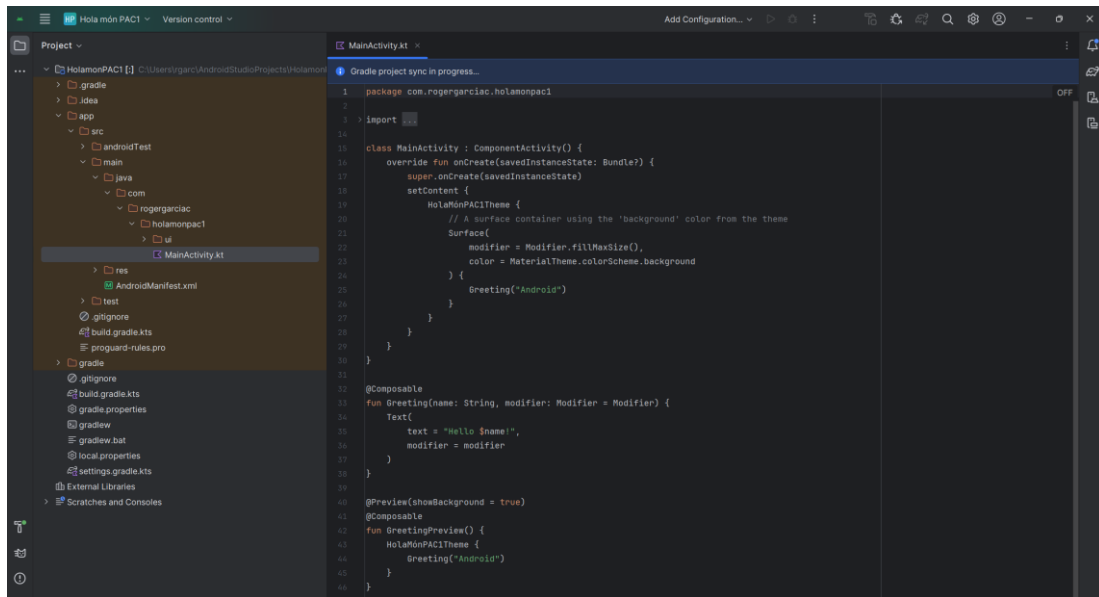 HP Hola món PAC1 Version control Add Configuration...
Project
MainActivity.kt
HolamonPAC1 [:] C:\Users\rgarc\AndroidStudioProjects\Holamon
Gradle project sync in progress...
.gradle
.idea
app
src
androidTest
main
java
com
rogergarciac
holamonpac1
ui
MainActivity.kt
res
AndroidManifest.xml
test
.gitignore
build.gradle.kts
proguard-rules.pro
gradle
.gitignore
build.gradle.kts
gradle.properties
gradlew
gradlew.bat
local.properties
settings.gradle.kts
External Libraries
Scratches and Consoles
OFF
1 package com.rogergarciac.holamonpac1
2
3 import ...
14
15 class MainActivity : ComponentActivity() {
16 override fun onCreate(savedInstanceState: Bundle?) {
17 super.onCreate(savedInstanceState)
18 setContent {
19 HolaMónPAC1Theme {
20 // A surface container using the 'background' color from the theme
21 Surface(
22 modifier = Modifier.fillMaxSize(),
23 color = MaterialTheme.colorScheme.background
24 ) {
25 Greeting("Android")
26 }
27 }
28 }
29 }
30 }
31
32 @Composable
33 fun Greeting(name: String, modifier: Modifier = Modifier) {
34 Text(
35 text = "Hello $name!",
36 modifier = modifier
37 )
38 }
39
40 @Preview(showBackground = true)
41 @Composable
42 fun GreetingPreview() {
43 HolaMónPAC1Theme {
44 Greeting("Android")
45 }
46 }